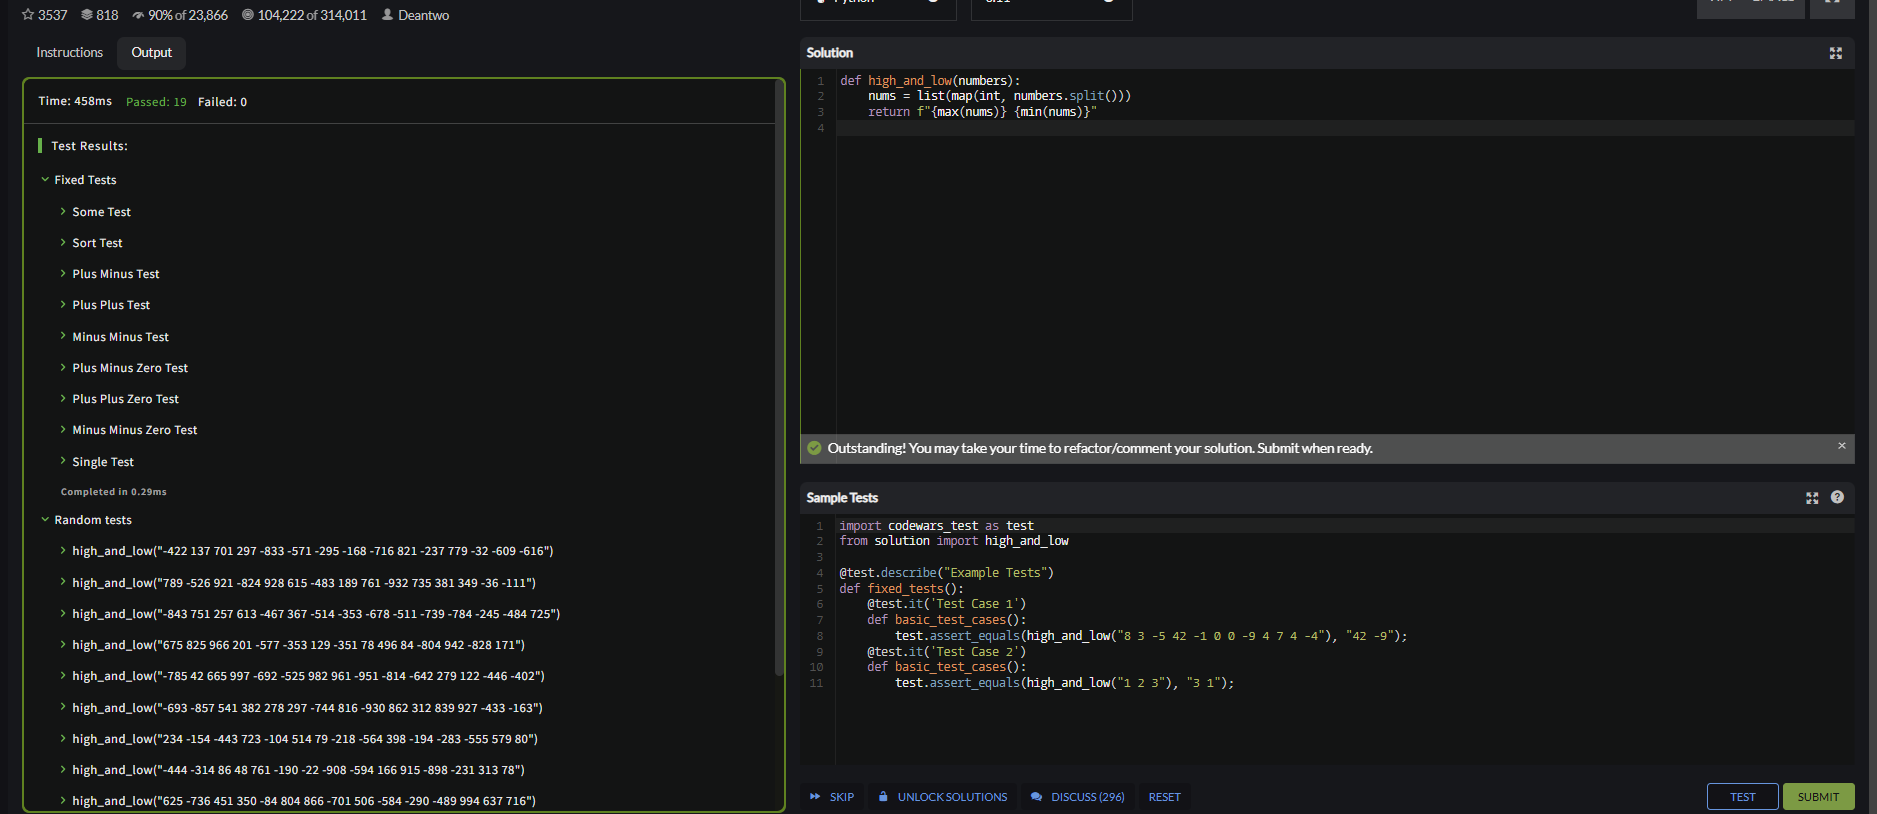 3537 818 90% of 23,866 104,222 of 314,011 Deantwo
Instructions Output
Time: 458ms Passed: 19 Failed: 0
Test Results:
Fixed Tests
Some Test
Sort Test
Plus Minus Test
Plus Plus Test
Minus Minus Test
Plus Minus Zero Test
Plus Plus Zero Test
Minus Minus Zero Test
Single Test
Completed in 0.29ms
Random tests
high_and_low("-422 137 701 297 -833 -571 -295 -168 -716 821 -237 779 -32 -609 -616")
high_and_low("789 -526 921 -824 928 615 -483 189 761 -932 735 381 349 -36 -111")
high_and_low("-843 751 257 613 -467 367 -514 -353 -678 -511 -739 -784 -245 -484 725")
high_and_low("675 825 966 201 -577 -353 129 -351 78 496 84 -804 942 -828 171")
high_and_low("-785 42 665 997 -692 -525 982 961 -951 -814 -642 279 122 -446 -402")
high_and_low("-693 -857 541 382 278 297 -744 816 -930 862 312 839 927 -433 -163")
high_and_low("234 -154 -443 723 -104 514 79 -218 -564 398 -194 -283 -555 579 80")
high_and_low("-444 -314 86 48 761 -190 -22 -908 -594 166 915 -898 -231 313 78")
high_and_low("625 -736 451 350 -84 804 866 -701 506 -584 -290 -489 994 637 716")
Solution
1 def high_and_low(numbers):
2     nums = list(map(int, numbers.split()))
3     return f"{max(nums)} {min(nums)}"
4
Outstanding! You may take your time to refactor/comment your solution. Submit when ready.
Sample Tests
1 import codewars_test as test
2 from solution import high_and_low
3
4 @test.describe("Example Tests")
5 def fixed_tests():
6     @test.it('Test Case 1')
7     def basic_test_cases():
8         test.assert_equals(high_and_low("8 3 -5 42 -1 0 0 -9 4 7 4 -4"), "42 -9");
9     @test.it('Test Case 2')
10     def basic_test_cases():
11         test.assert_equals(high_and_low("1 2 3"), "3 1");
SKIP UNLOCK SOLUTIONS DISCUSS (296) RESET TEST SUBMIT